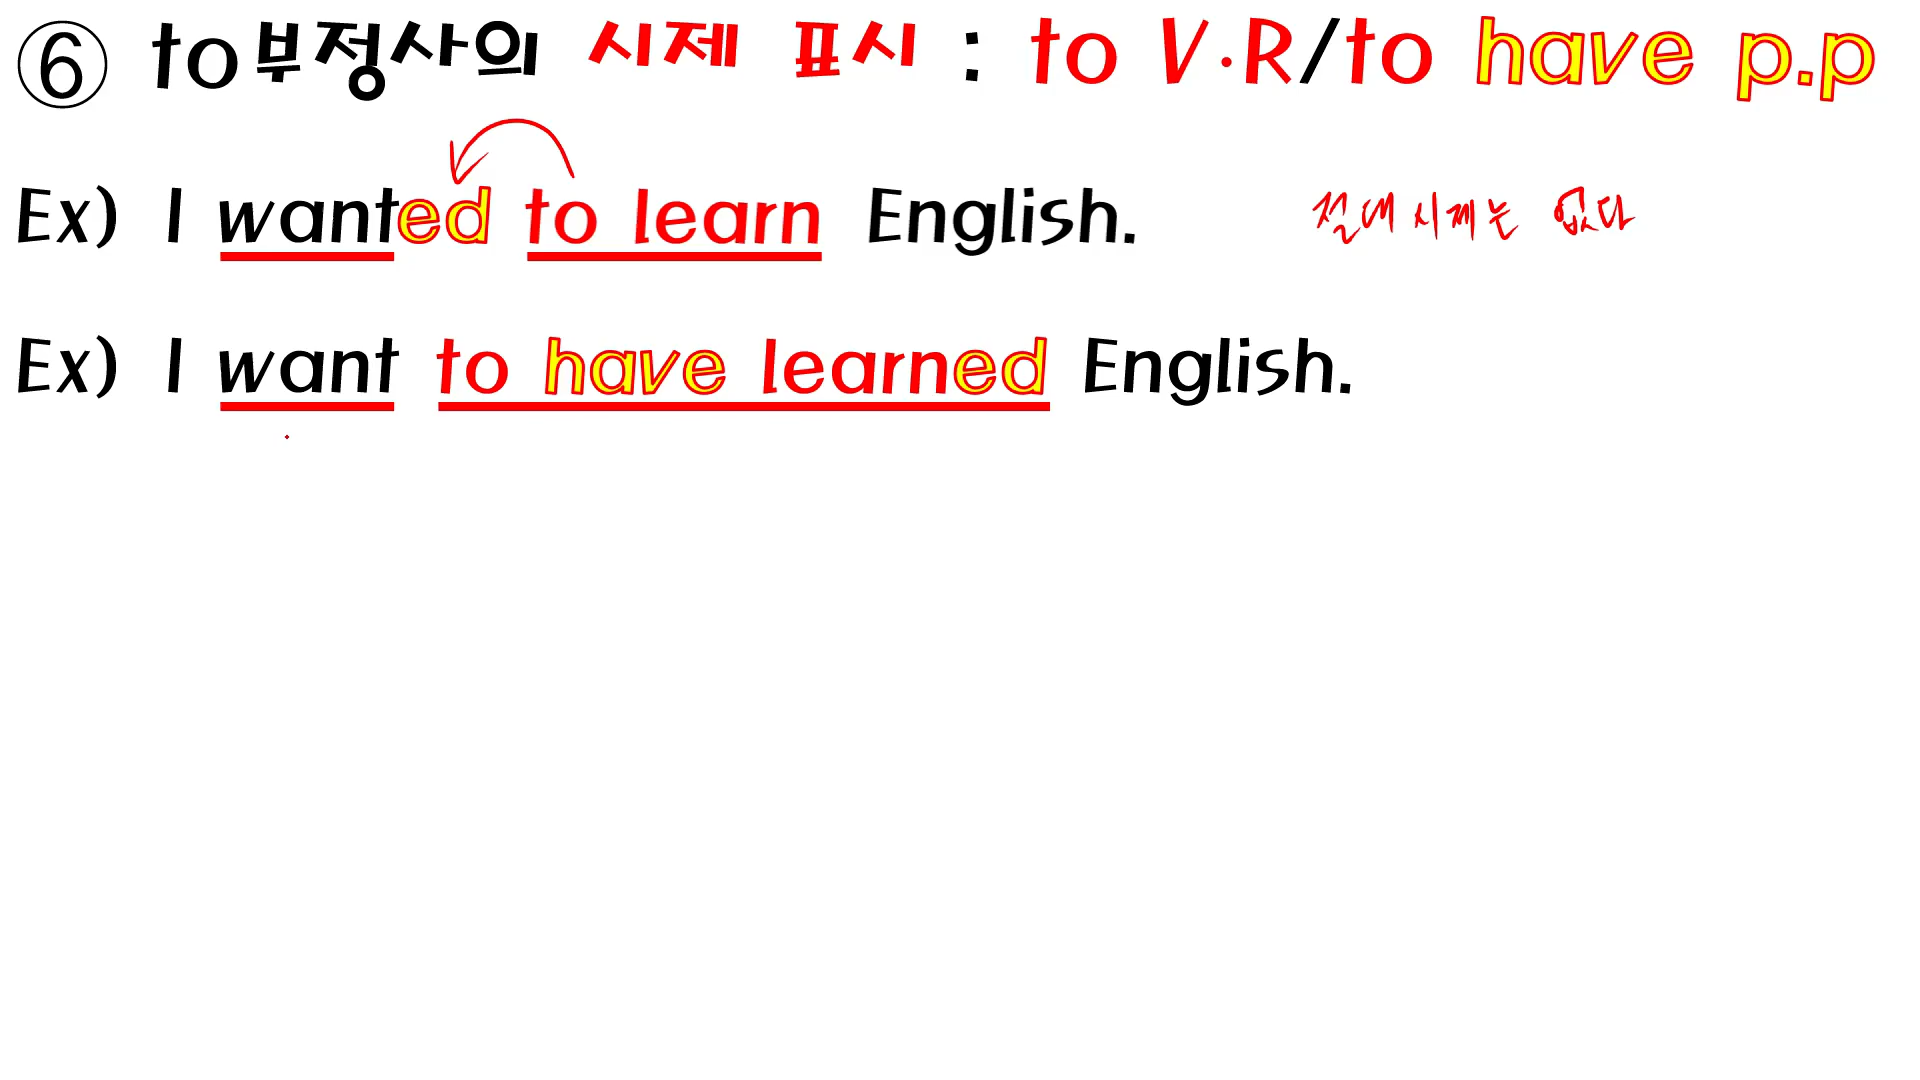 ⑥ to부정사의 시제 표시 : to V·R/to have p.p
Ex) I wanted to learn English. 절대 시제는 없다
Ex) I want to have learned English.